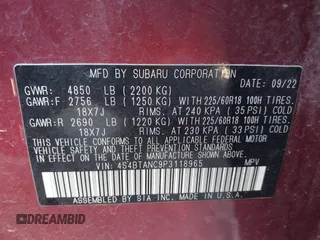 MFD. BY SUBARU CORPORATION
DATE: 09/22
GVWR: 4850 LB (2200 KG)
GAWR:F 2756 LB (1250 KG) WITH 225/60R18 100H TIRES,
18X7J RIMS, AT 240 KPA (35 PSI) COLD
GAWR:R 2690 LB (1220 KG) WITH 225/60R18 100H TIRES,
18X7J RIMS, AT 230 KPA (33 PSI) COLD
THIS VEHICLE CONFORMS TO ALL APPLICABLE FEDERAL MOTOR
VEHICLE SAFETY THEFT PREVENTION STANDARDS
IN EFFECT ON THE DATE OF MANUFACTURE SHOWN ABOVE.
VIN: 4S4BTANC9P3118965 MPV
MADE BY SIA MADE IN U.S.A.
DREAMBID